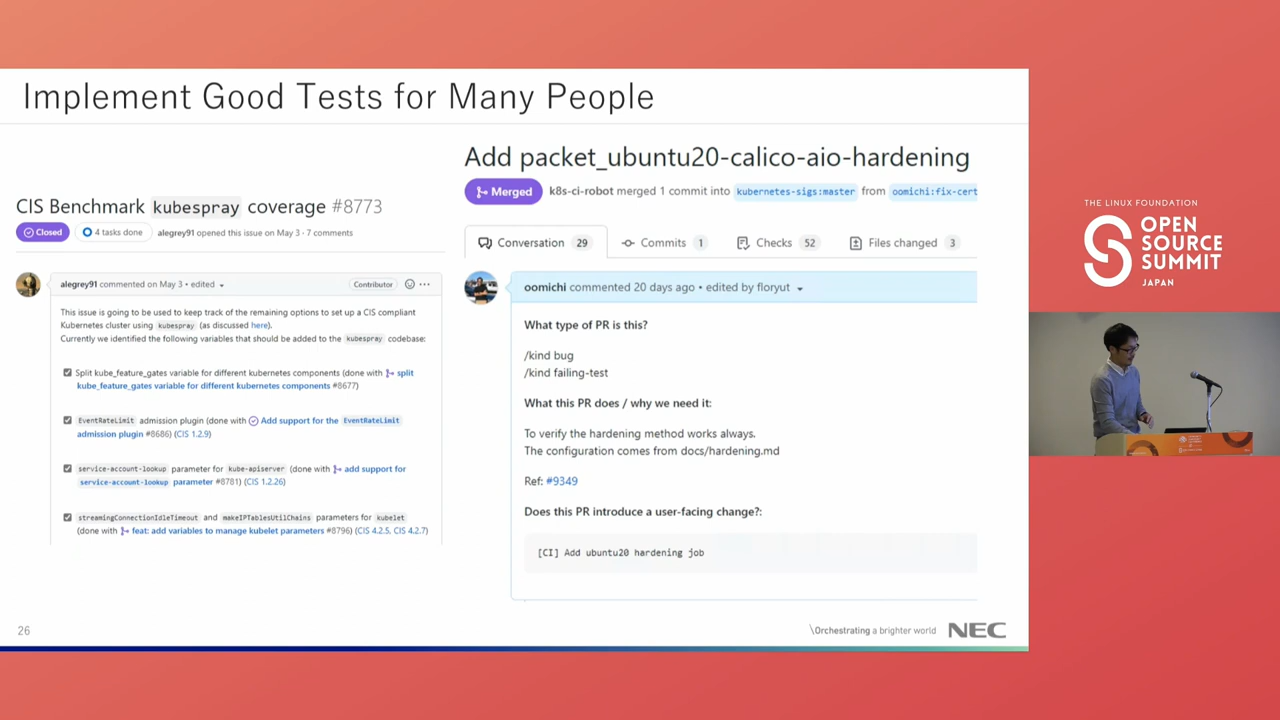 Implement Good Tests for Many People
CIS Benchmark kubespray coverage #8773
Closed
4 tasks done
alegrey91 opened this issue on May 3 · 7 comments
alegrey91 commented on May 3 • edited
Contributor
This issue is going to be used to keep track of the remaining options to set up a CIS compliant
Kubernetes cluster using kubespray (as discussed here).
Currently we identified the following variables that should be added to the kubespray codebase:
Split kube_feature_gates variable for different kubernetes components (done with split
kube_feature_gates variable for different kubernetes components #8677)
EventRateLimit admission plugin (done with Add support for the EventRateLimit
admission plugin #8686) (CIS 1.2.9)
service-account-lookup parameter for kube-apiserver (done with add support for
service-account-lookup parameter #8781) (CIS 1.2.26)
streamingConnectionIdleTimeout and makeIPTablesUtilChains parameters for kubelet
(done with feat: add variables to manage kubelet parameters #8796) (CIS 4.2.5, CIS 4.2.7)
Add packet_ubuntu20-calico-aio-hardening
Merged
k8s-ci-robot merged 1 commit into kubernetes-sigs:master from oomichi:fix-cert
Conversation 29
Commits 1
Checks 52
Files changed 3
oomichi commented 20 days ago • edited by floryut
What type of PR is this?
/kind bug
/kind failing-test
What this PR does / why we need it:
To verify the hardening method works always.
The configuration comes from docs/hardening.md
Ref: #9349
Does this PR introduce a user-facing change?:
[CI] Add ubuntu20 hardening job
26
\Orchestrating a brighter world
NEC
THE LINUX FOUNDATION
OPEN
SOURCE
SUMMIT
JAPAN